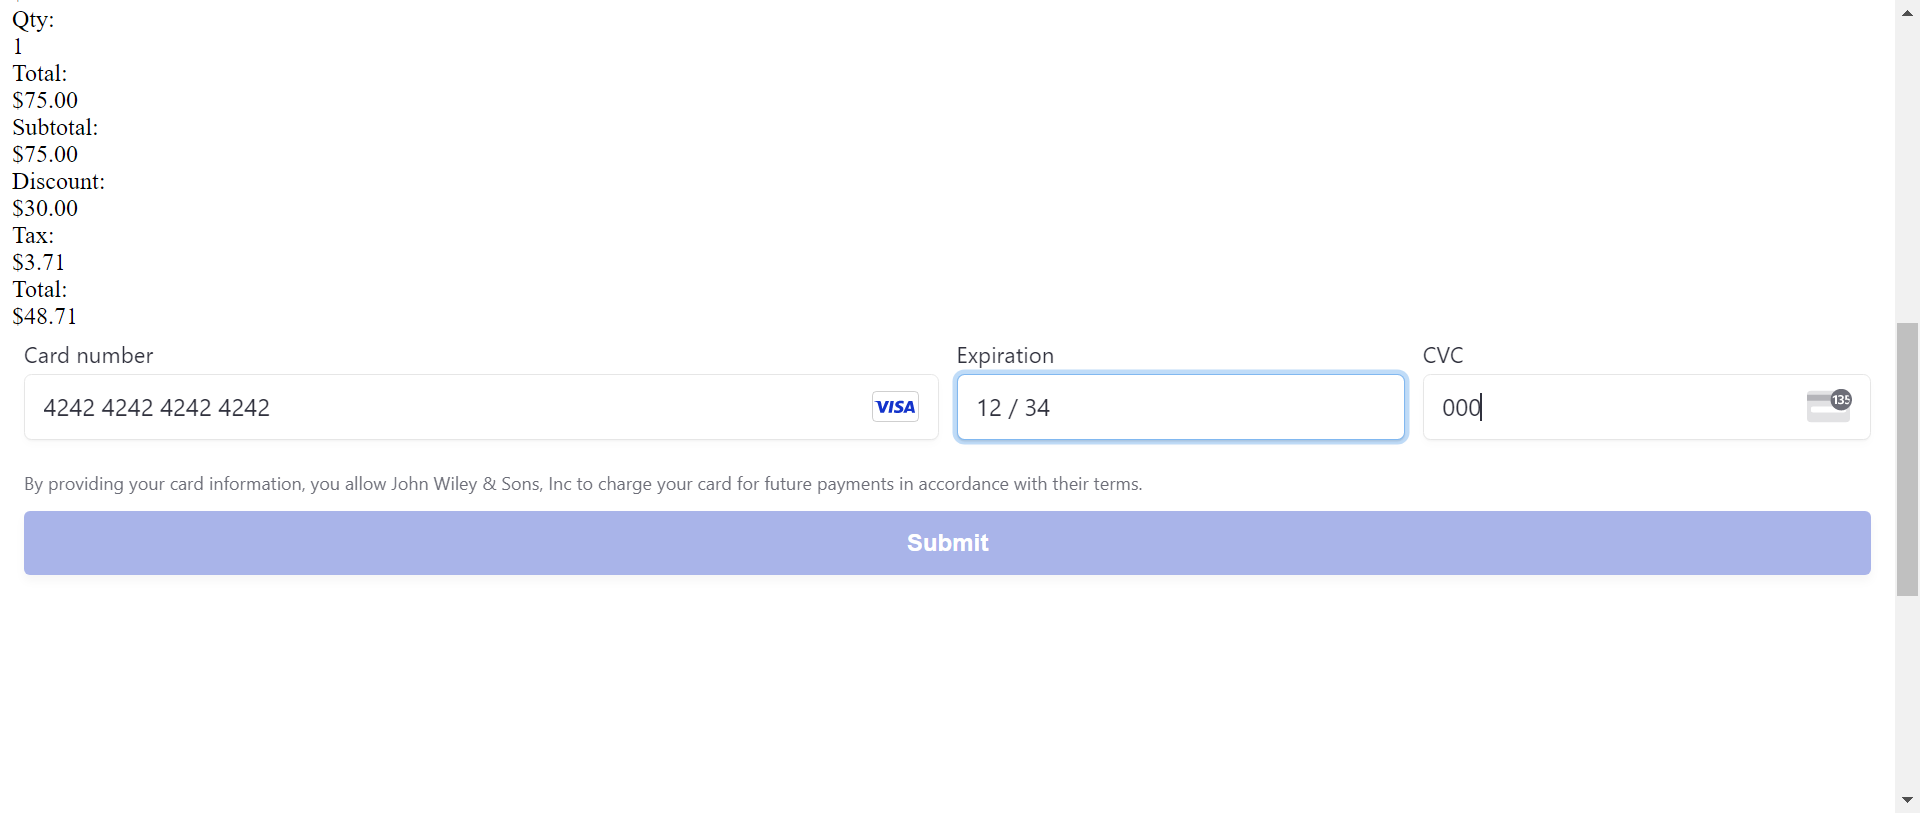 Qty:
1
Total:
$75.00
Subtotal:
$75.00
Discount:
$30.00
Tax:
$3.71
Total:
$48.71
Card number Expiration CVC
4242 4242 4242 4242 VISA 12 / 34 000 135
By providing your card information, you allow John Wiley & Sons, Inc to charge your card for future payments in accordance with their terms.
Submit